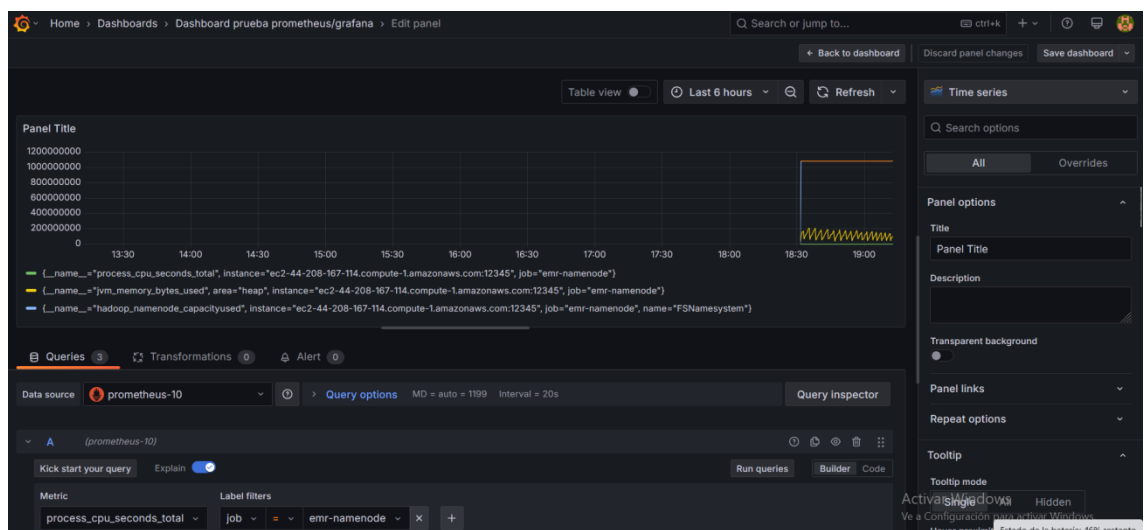 Home > Dashboards > Dashboard prueba prometheus/grafana > Edit panel
Search or jump to...
ctrl+k
Back to dashboard
Discard panel changes
Save dashboard
Table view
Last 6 hours
Refresh
Time series
Panel Title
Search options
1200000000
1000000000
800000000
600000000
400000000
200000000
0
13:30 14:00 14:30 15:00 15:30 16:00 16:30 17:00 17:30 18:00 18:30 19:00
{__name__="process_cpu_seconds_total", instance="ec2-44-208-167-114.compute-1.amazonaws.com:12345", job="emr-namenode"}
{__name__="jvm_memory_bytes_used", area="heap", instance="ec2-44-208-167-114.compute-1.amazonaws.com:12345", job="emr-namenode"}
{__name__="hadoop_namenode_capacityused", instance="ec2-44-208-167-114.compute-1.amazonaws.com:12345", job="emr-namenode", name="FSNamesystem"}
All
Overrides
Panel options
Title
Panel Title
Description
Transparent background
Panel links
Repeat options
Tooltip
Tooltip mode
Single
All
Hidden
Queries 3
Transformations 0
Alert 0
Data source
prometheus-10
Query options
MD = auto = 1199
Interval = 20s
Query inspector
A
(prometheus-10)
Kick start your query
Explain
Run queries
Builder
Code
Metric
Label filters
process_cpu_seconds_total
job
=
emr-namenode
Activar Windows
Ve a Configuración para activar Windows.